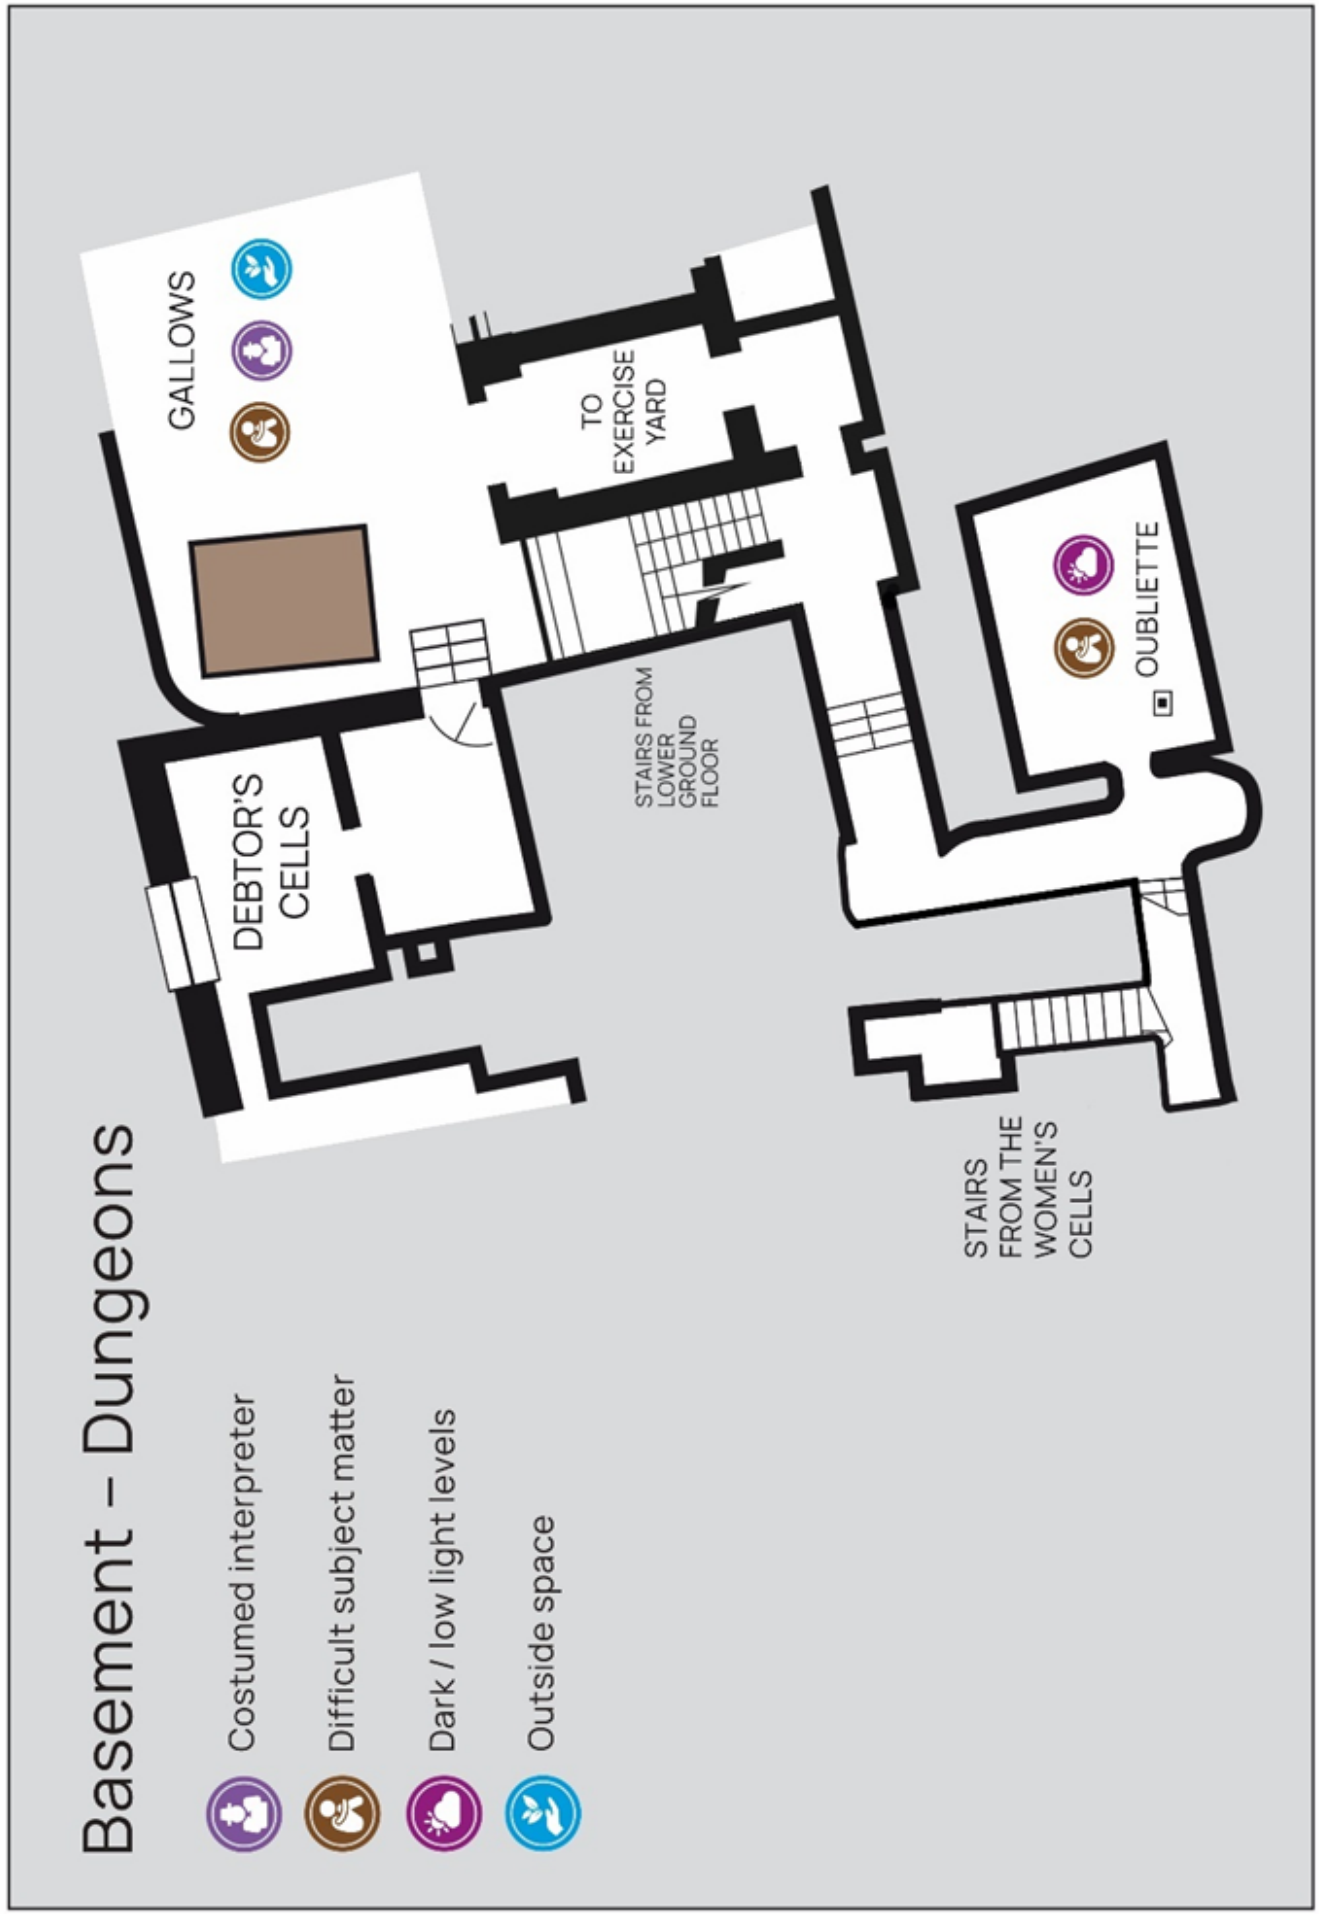 Basement – Dungeons
Costumed interpreter
Difficult subject matter
Dark / low light levels
Outside space
GALLOWS
DEBTOR'S
CELLS
TO
EXERCISE
YARD
STAIRS FROM
LOWER
GROUND
FLOOR
STAIRS
FROM THE
WOMEN'S
CELLS
OUBLIETTE